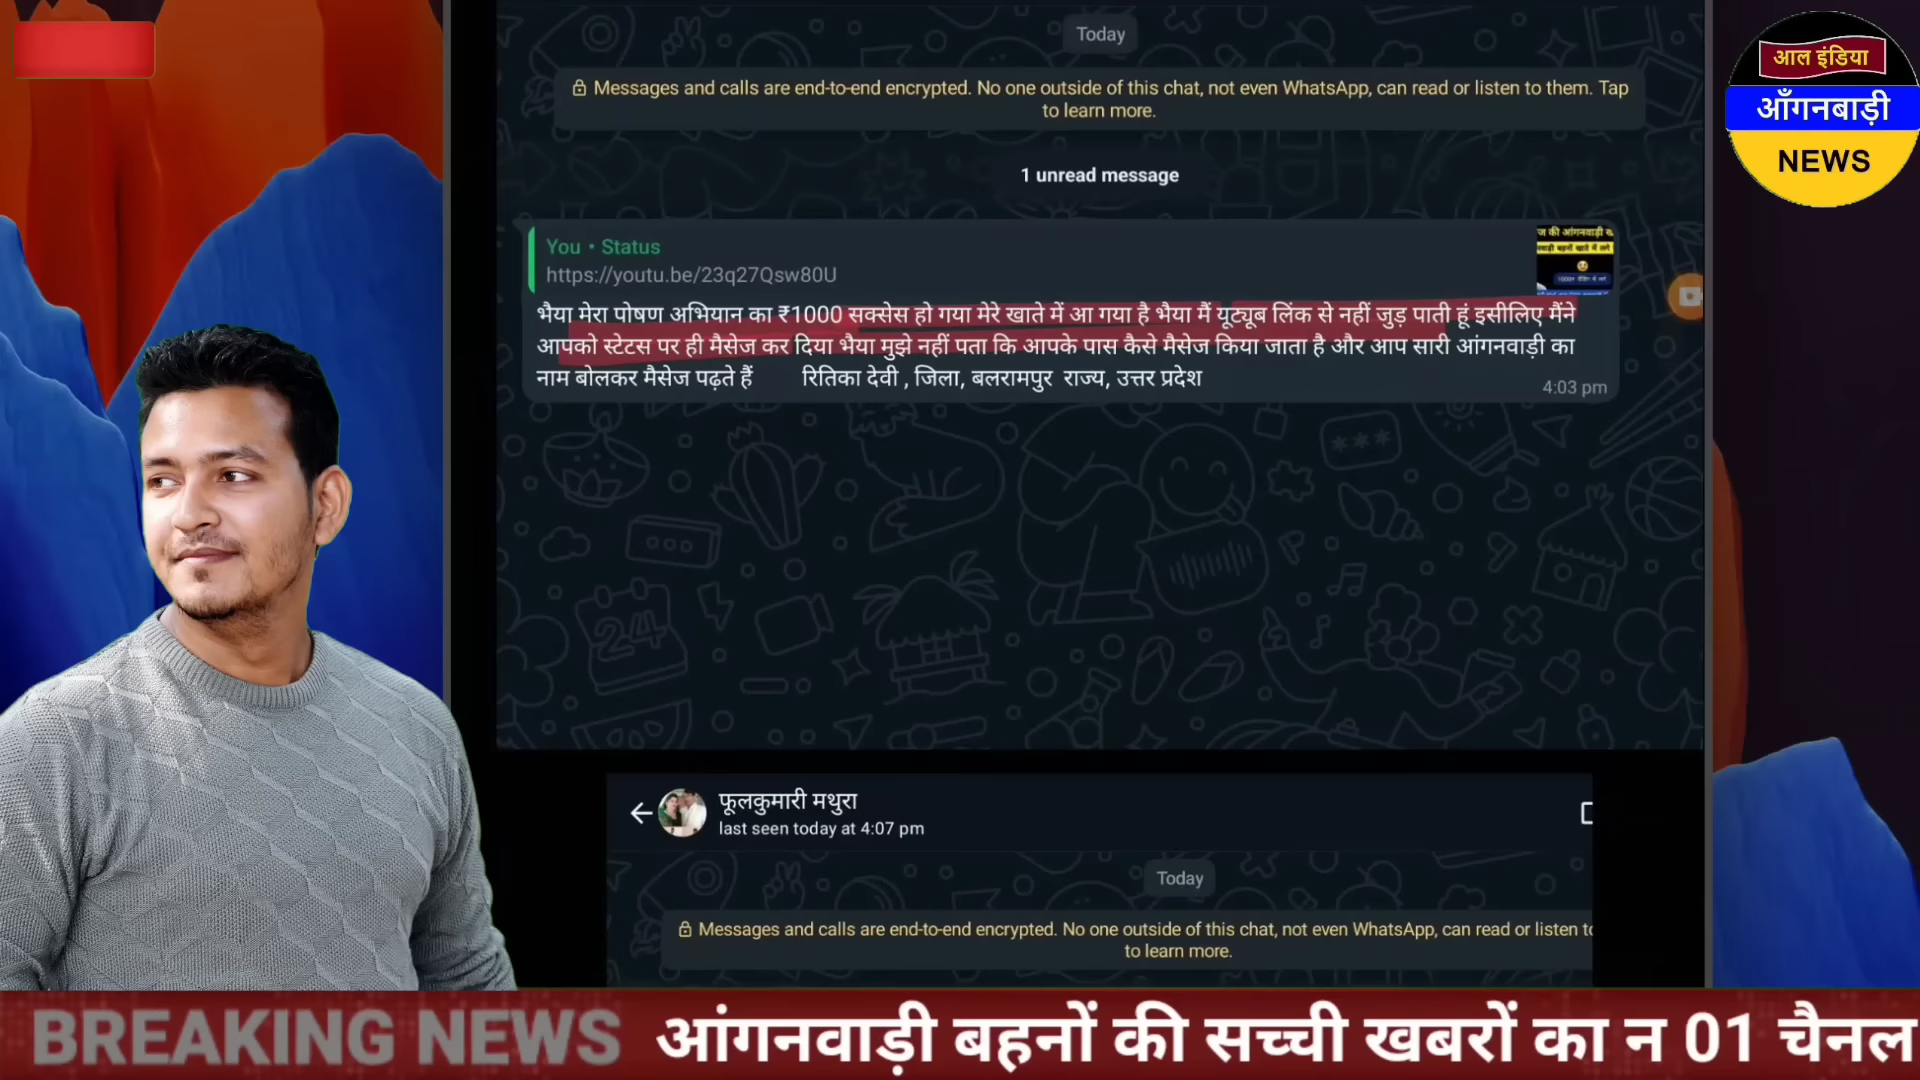 आल इंडिया
आँगनबाड़ी
NEWS
Today
Messages and calls are end-to-end encrypted. No one outside of this chat, not even WhatsApp, can read or listen to them. Tap
to learn more.
1 unread message
You • Status
https://youtu.be/23q27Qsw80U
भैया मेरा पोषण अभियान का ₹1000 सक्सेस हो गया मेरे खाते में आ गया है भैया मैं यूट्यूब लिंक से नहीं जुड़ पाती हूं इसीलिए मैंने
आपको स्टेटस पर ही मैसेज कर दिया भैया मुझे नहीं पता कि आपके पास कैसे मैसेज किया जाता है और आप सारी आंगनवाड़ी का
नाम बोलकर मैसेज पढ़ते हैं रितिका देवी , जिला, बलरामपुर राज्य, उत्तर प्रदेश
4:03 pm
फूलकुमारी मथुरा
last seen today at 4:07 pm
Today
Messages and calls are end-to-end encrypted. No one outside of this chat, not even WhatsApp, can read or listen
to learn more.
BREAKING NEWS आंगनवाड़ी बहनों की सच्ची खबरों का न 01 चैनल